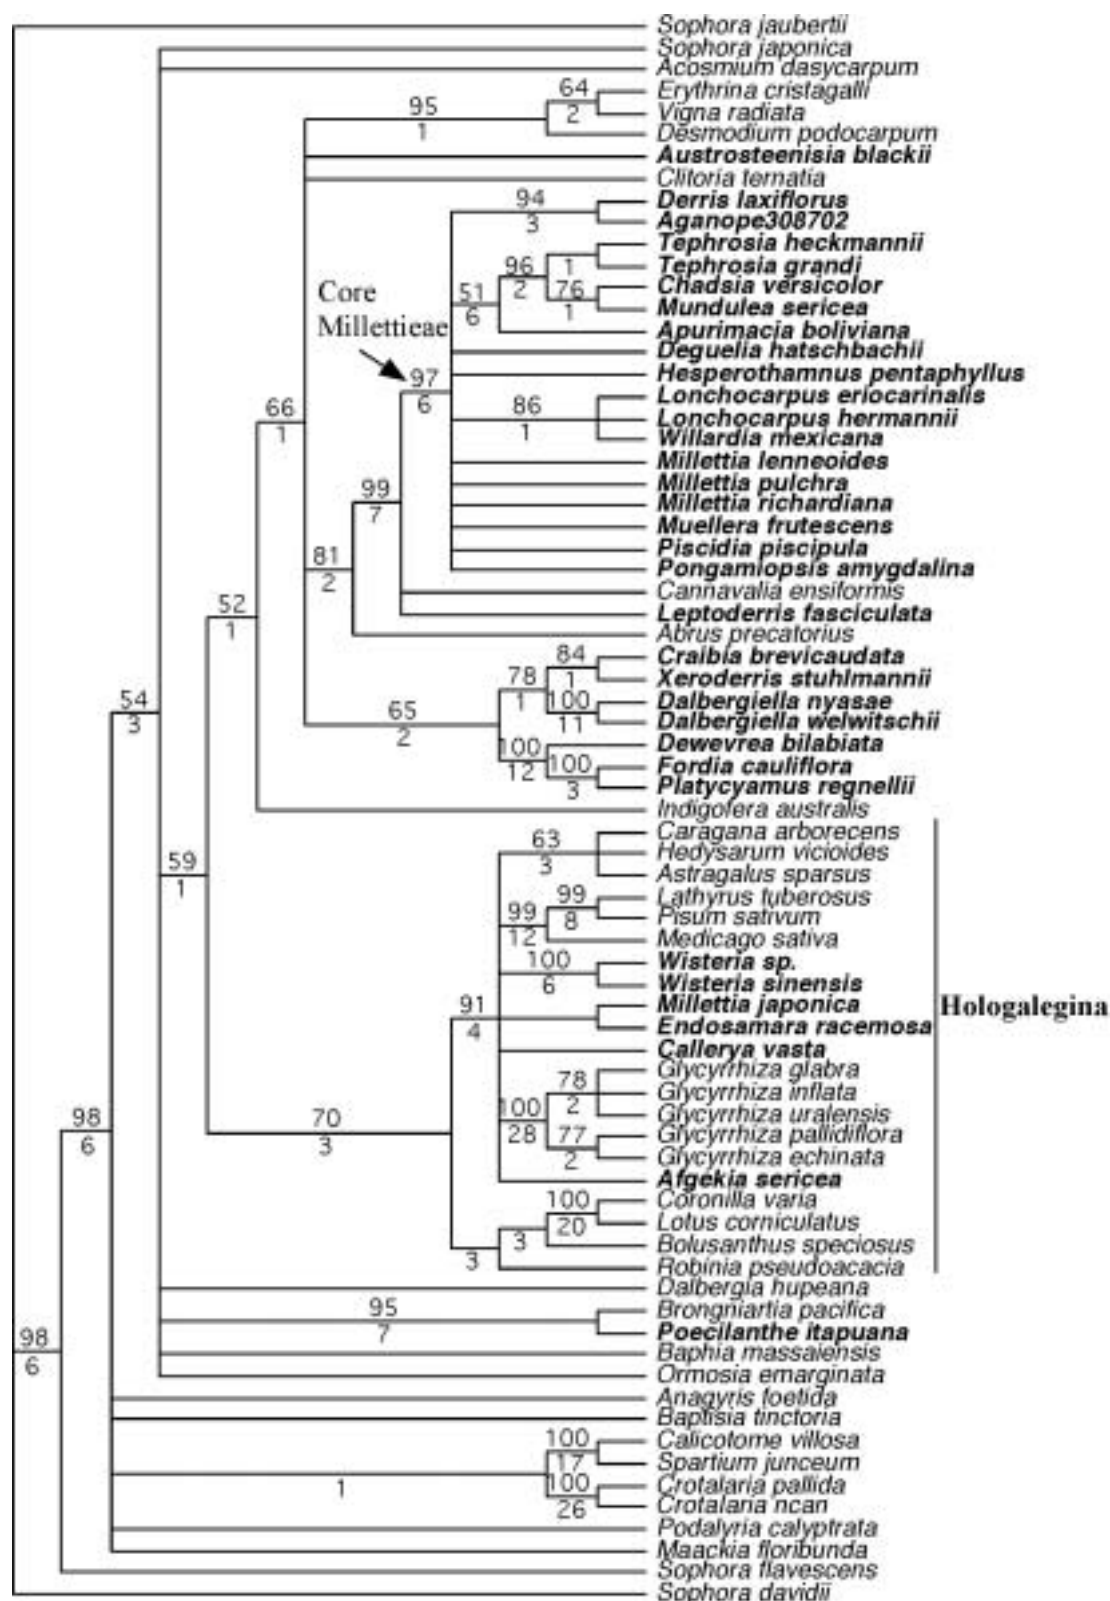 Sophora jaubertii
Sophora japonica
Acosmium dasycarpum
64
Erythrina cristagalli
95
2
Vigna radiata
1
Desmodium podocarpum
Austrosteenisia blackii
Clitoria ternatia
94
Derris laxiflorus
3
Aganope308702
Tephrosia heckmannii
96
1
Tephrosia grandi
Core
51
2
76
Chadsia versicolor
Millettieae
6
1
Mundulea sericea
Apurimacia boliviana
Deguelia hatschbachii
97
Hesperothamnus pentaphyllus
6
86
Lonchocarpus eriocarinalis
66
1
Lonchocarpus hermannii
1
Willardia mexicana
Millettia lenneoides
99
Millettia pulchra
7
Millettia richardiana
Muellera frutescens
81
Piscidia piscipula
2
Pongamiopsis amygdalina
Cannavalia ensiformis
52
Leptoderris fasciculata
1
Abrus precatorius
84
Craibia brevicaudata
78
1
Xeroderris stuhlmannii
54
65
1
100
Dalbergiella nyasae
3
2
11
Dalbergiella welwitschii
100
Dewevrea bilabiata
12
100
Fordia cauliflora
3
Platycyamus regnellii
Indigofera australis
63
Caragana arborecens
59
3
Hedysarum vicioides
1
Astragalus sparsus
99
Lathyrus tuberosus
99
8
Pisum sativum
12
Medicago sativa
100
Wisteria sp.
6
Wisteria sinensis
91
Millettia japonica
Hologalegina
4
Endosamara racemosa
Callerya vasta
78
Glycyrrhiza glabra
100
2
Glycyrrhiza inflata
98
70
28
Glycyrrhiza uralensis
6
3
77
Glycyrrhiza pallidiflora
2
Glycyrrhiza echinata
Afgekia sericea
100
Coronilla varia
3
20
Lotus corniculatus
3
Bolusanthus speciosus
Robinia pseudoacacia
Dalbergia hupeana
95
Brongniartia pacifica
98
7
Poecilanthe itapuana
6
Baphia massaiensis
Ormosia emarginata
Anagyris foetida
Baptisia tinctoria
100
Calicotome villosa
17
Spartium junceum
1
100
Crotalaria pallida
26
Crotalaria ncan
Podalyria calyptrata
Maackia floribunda
Sophora flavescens
Sophora davidii